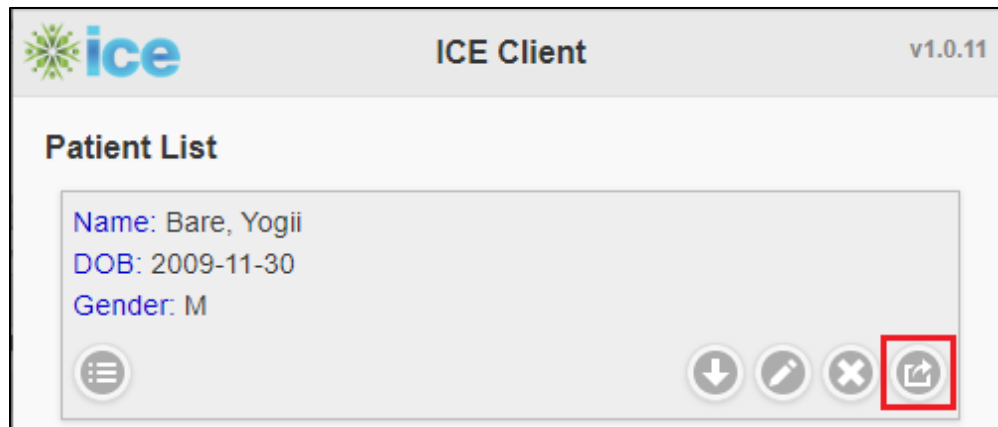 ice ICE Client v1.0.11
Patient List
Name: Bare, Yogii
DOB: 2009-11-30
Gender: M